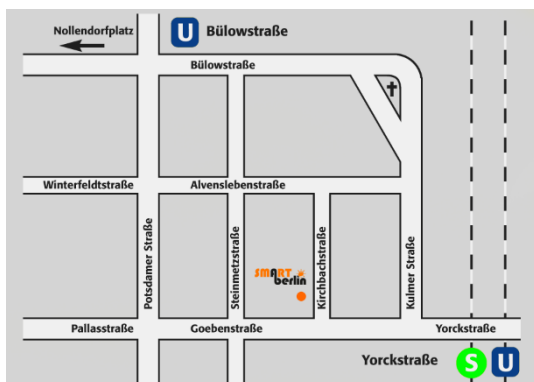 Nollendorfplatz
U Bülowstraße
Bülowstraße
Winterfeldtstraße
Alvenslebenstraße
Potsdamer Straße
Steinmetzstraße
SMART
berlin
Kirchbachstraße
Kulmer Straße
Pallasstraße
Goebenstraße
Yorckstraße
Yorckstraße S U